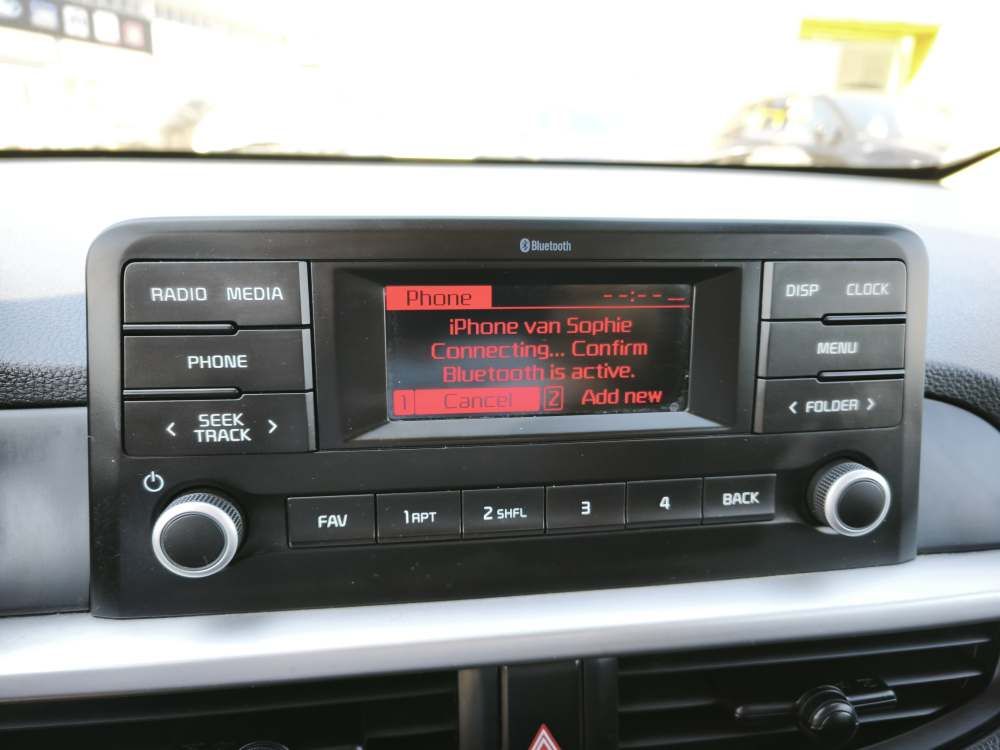 Bluetooth
RADIO MEDIA
PHONE
< SEEK TRACK >
Phone --:--
iPhone van Sophie
Connecting... Confirm
Bluetooth is active.
1 Cancel 2 Add new
DISP CLOCK
MENU
< FOLDER >
FAV 1 RPT 2 SHFL 3 4 BACK